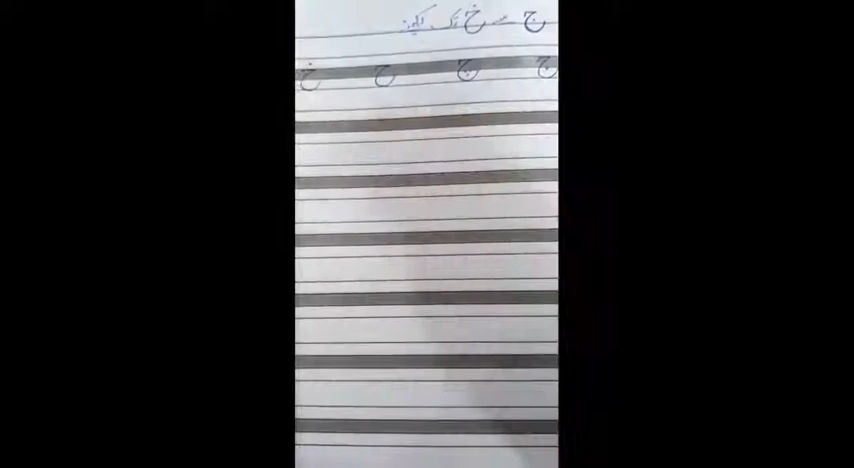 ج سے خ تک لکھیں
ج چ ح خ